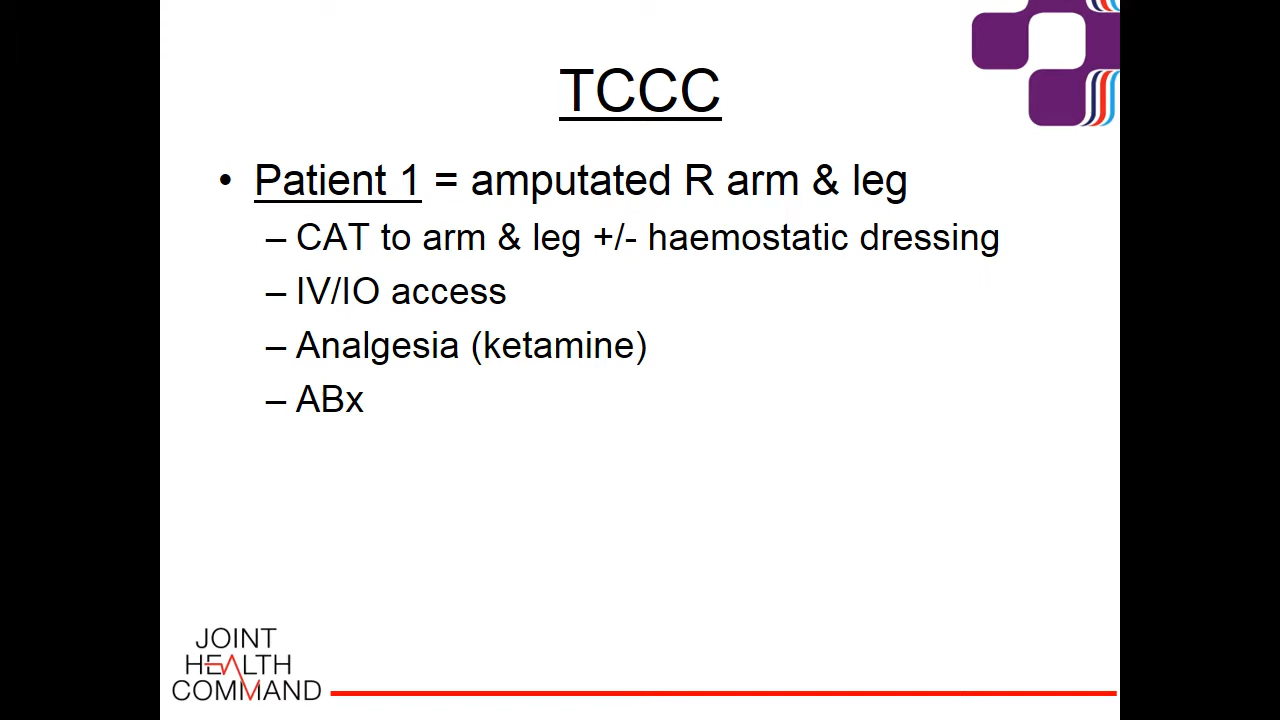 TCCC
• Patient 1 = amputated R arm & leg
– CAT to arm & leg +/- haemostatic dressing
– IV/IO access
– Analgesia (ketamine)
– ABx
JOINT
HEALTH
COMMAND